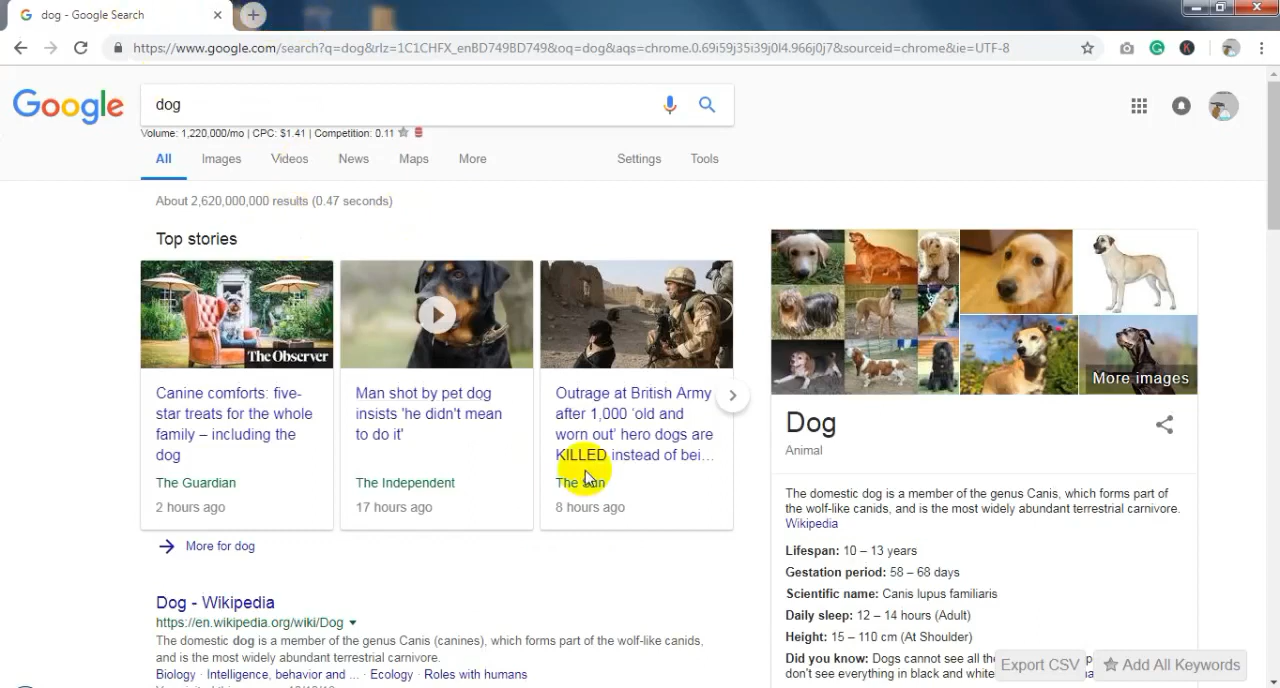 dog - Google Search
https://www.google.com/search?q=dog&rlz=1C1CHFX_enBD749BD749&oq=dog&aqs=chrome.0.69i59j35i39j0l4.966j0j7&sourceid=chrome&ie=UTF-8
Google
dog
Volume: 1,220,000/mo | CPC: $1.41 | Competition: 0.11
All Images Videos News Maps More Settings Tools
About 2,620,000,000 results (0.47 seconds)
Top stories
The Observer
Canine comforts: five-
star treats for the whole
family – including the
dog
The Guardian
2 hours ago
Man shot by pet dog
insists 'he didn't mean
to do it'
The Independent
17 hours ago
Outrage at British Army
after 1,000 'old and
worn out' hero dogs are
KILLED instead of bei...
The Sun
8 hours ago
More for dog
Dog - Wikipedia
https://en.wikipedia.org/wiki/Dog
The domestic dog is a member of the genus Canis (canines), which forms part of the wolf-like canids,
and is the most widely abundant terrestrial carnivore.
Biology · Intelligence, behavior and ... · Ecology · Roles with humans
More images
Dog
Animal
The domestic dog is a member of the genus Canis, which forms part of
the wolf-like canids, and is the most widely abundant terrestrial carnivore.
Wikipedia
Lifespan: 10 – 13 years
Gestation period: 58 – 68 days
Scientific name: Canis lupus familiaris
Daily sleep: 12 – 14 hours (Adult)
Height: 15 – 110 cm (At Shoulder)
Did you know: Dogs cannot see all
don't see everything in black and white
Export CSV Add All Keywords